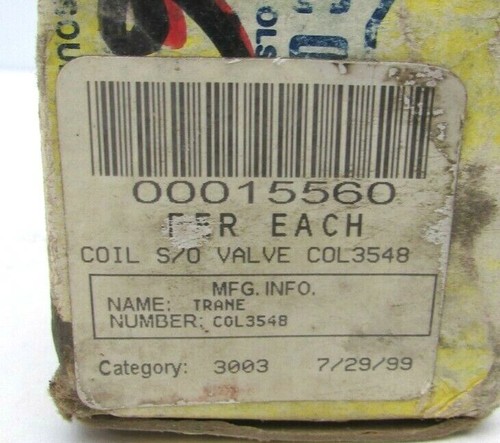 00015560
PER EACH
COIL S/O VALVE COL3548
MFG. INFO.
NAME: TRANE
NUMBER: COL3548
Category: 3003 7/29/99